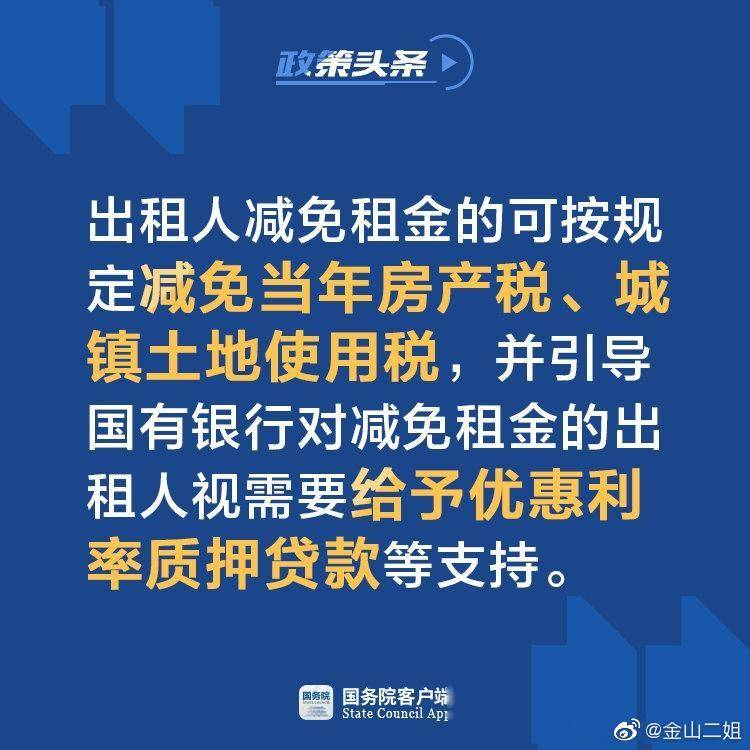 政策头条
出租人减免租金的可按规
定减免当年房产税、城
镇土地使用税，并引导
国有银行对减免租金的出
租人视需要给予优惠利
率质押贷款等支持。
国务院
国务院客户端
State Council App
@金山二姐